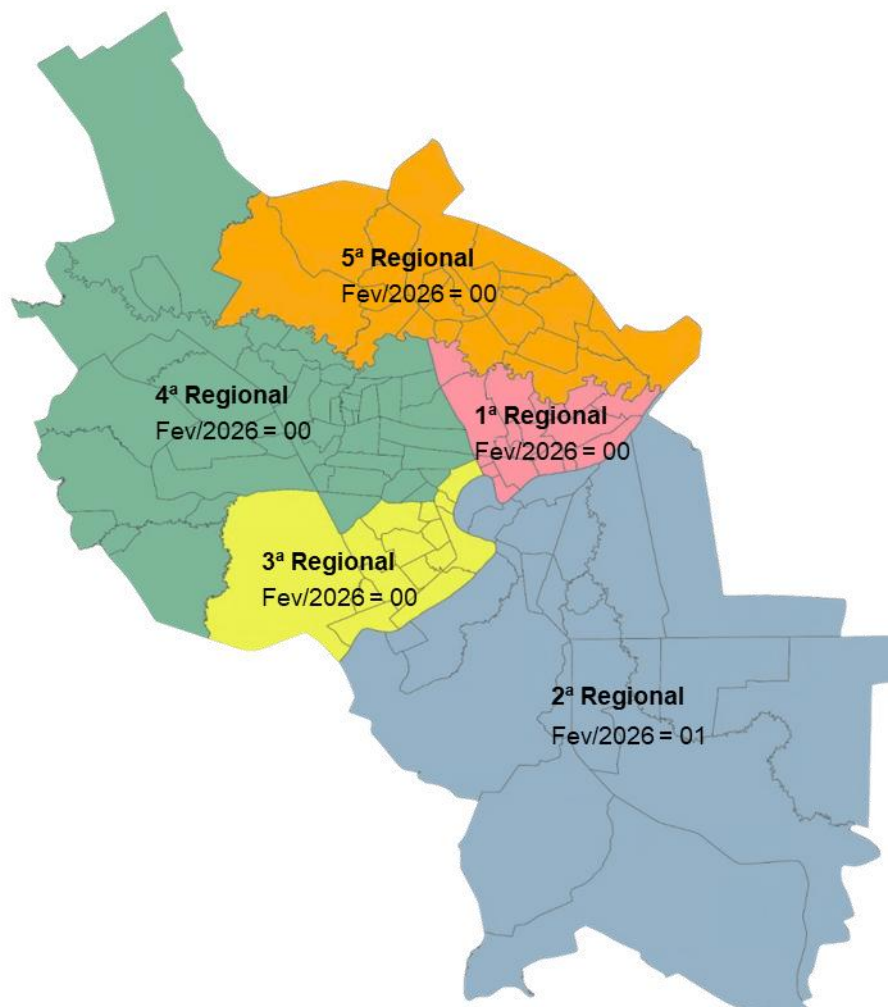 5ª Regional
Fev/2026 = 00
4ª Regional
Fev/2026 = 00
1ª Regional
Fev/2026 = 00
3ª Regional
Fev/2026 = 00
2ª Regional
Fev/2026 = 01